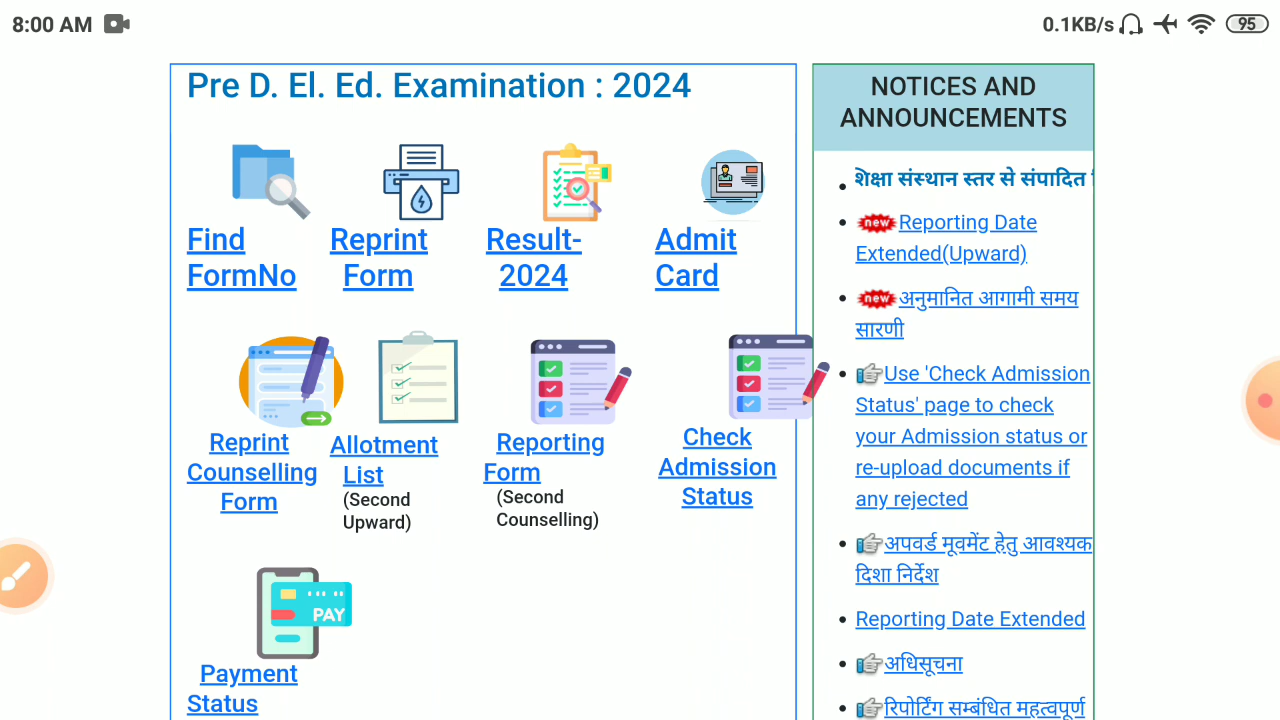 8:00 AM
0.1KB/s
95
Pre D. El. Ed. Examination : 2024
Find
FormNo
Reprint
Form
Result-
2024
Admit
Card
Reprint
Counselling
Form
Allotment
List
(Second
Upward)
Reporting
Form
(Second
Counselling)
Check
Admission
Status
PAY
Payment
Status
NOTICES AND
ANNOUNCEMENTS
शिक्षा संस्थान स्तर से संपादित
new Reporting Date
Extended(Upward)
new अनुमानित आगामी समय
सारणी
Use 'Check Admission
Status' page to check
your Admission status or
re-upload documents if
any rejected
अपवर्ड मूवमेंट हेतु आवश्यक
दिशा निर्देश
Reporting Date Extended
अधिसूचना
रिपोर्टिंग सम्बंधित महत्वपूर्ण